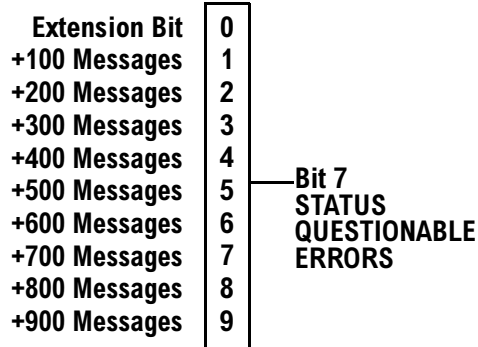 Extension Bit 0
+100 Messages 1
+200 Messages 2
+300 Messages 3
+400 Messages 4
+500 Messages 5
+600 Messages 6
+700 Messages 7
+800 Messages 8
+900 Messages 9
Bit 7
STATUS
QUESTIONABLE
ERRORS